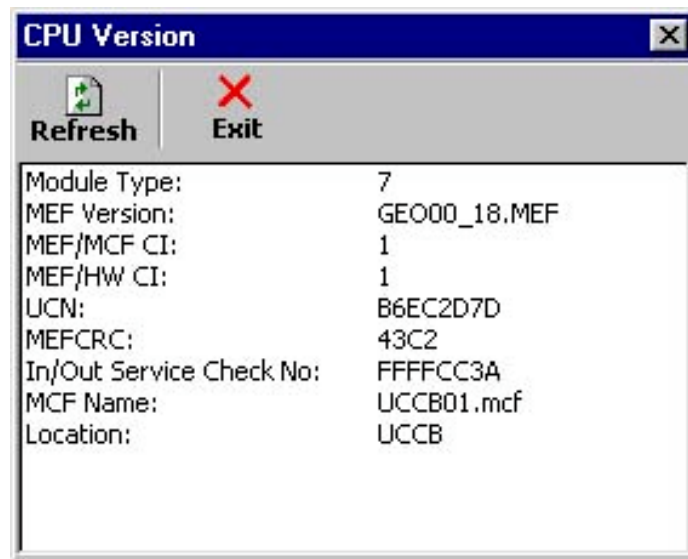 CPU Version
Refresh Exit
Module Type: 7
MEF Version: GEO00_18.MEF
MEF/MCF CI: 1
MEF/HW CI: 1
UCN: B6EC2D7D
MEFCRC: 43C2
In/Out Service Check No: FFFFCC3A
MCF Name: UCCB01.mcf
Location: UCCB